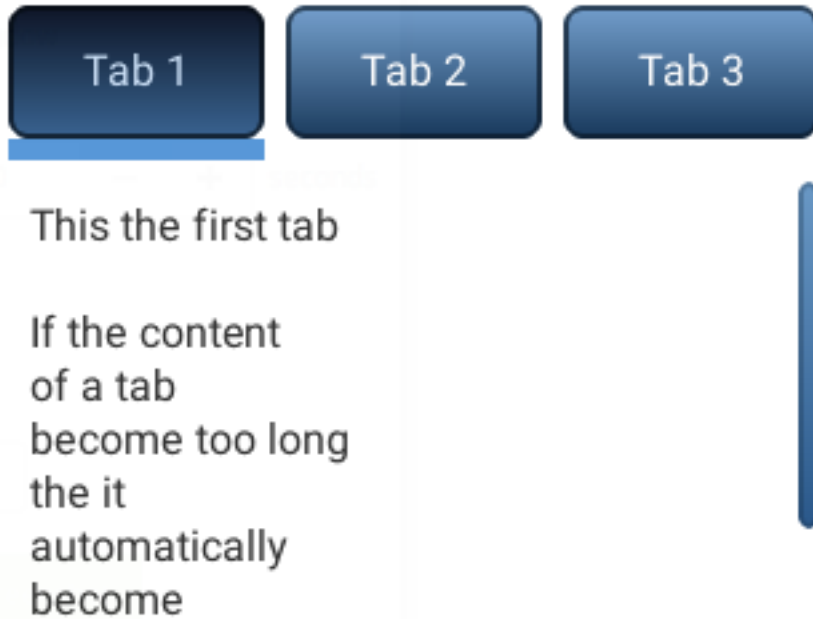 Tab 1
Tab 2
Tab 3
This the first tab
If the content
of a tab
become too long
the it
automatically
become